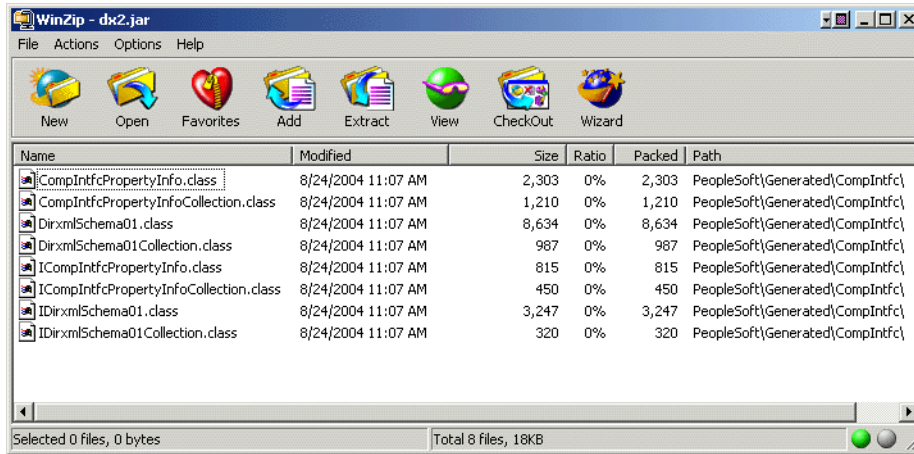 WinZip - dx2.jar
File Actions Options Help
New Open Favorites Add Extract View CheckOut Wizard
Name Modified Size Ratio Packed Path
CompIntfcPropertyInfo.class 8/24/2004 11:07 AM 2,303 0% 2,303 PeopleSoft\Generated\CompIntfc\
CompIntfcPropertyInfoCollection.class 8/24/2004 11:07 AM 1,210 0% 1,210 PeopleSoft\Generated\CompIntfc\
DirxmlSchema01.class 8/24/2004 11:07 AM 8,634 0% 8,634 PeopleSoft\Generated\CompIntfc\
DirxmlSchema01Collection.class 8/24/2004 11:07 AM 987 0% 987 PeopleSoft\Generated\CompIntfc\
ICompIntfcPropertyInfo.class 8/24/2004 11:07 AM 815 0% 815 PeopleSoft\Generated\CompIntfc\
ICompIntfcPropertyInfoCollection.class 8/24/2004 11:07 AM 450 0% 450 PeopleSoft\Generated\CompIntfc\
IDirxmlSchema01.class 8/24/2004 11:07 AM 3,247 0% 3,247 PeopleSoft\Generated\CompIntfc\
IDirxmlSchema01Collection.class 8/24/2004 11:07 AM 320 0% 320 PeopleSoft\Generated\CompIntfc\
Selected 0 files, 0 bytes Total 8 files, 18KB